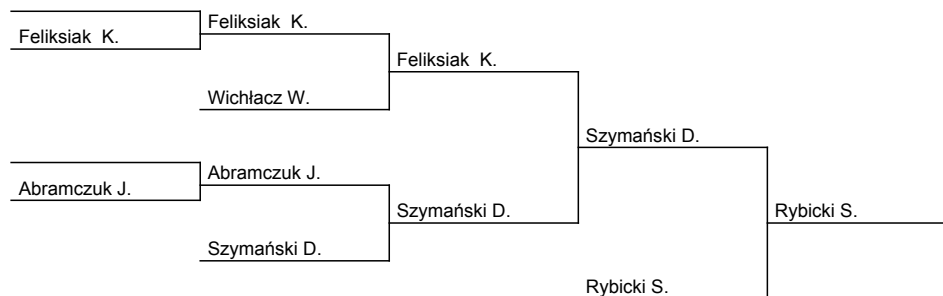 Feliksiak K.
Feliksiak K.
Feliksiak K.
Wichłacz W.
Szymański D.
Abramczuk J.
Abramczuk J.
Szymański D.
Rybicki S.
Szymański D.
Rybicki S.